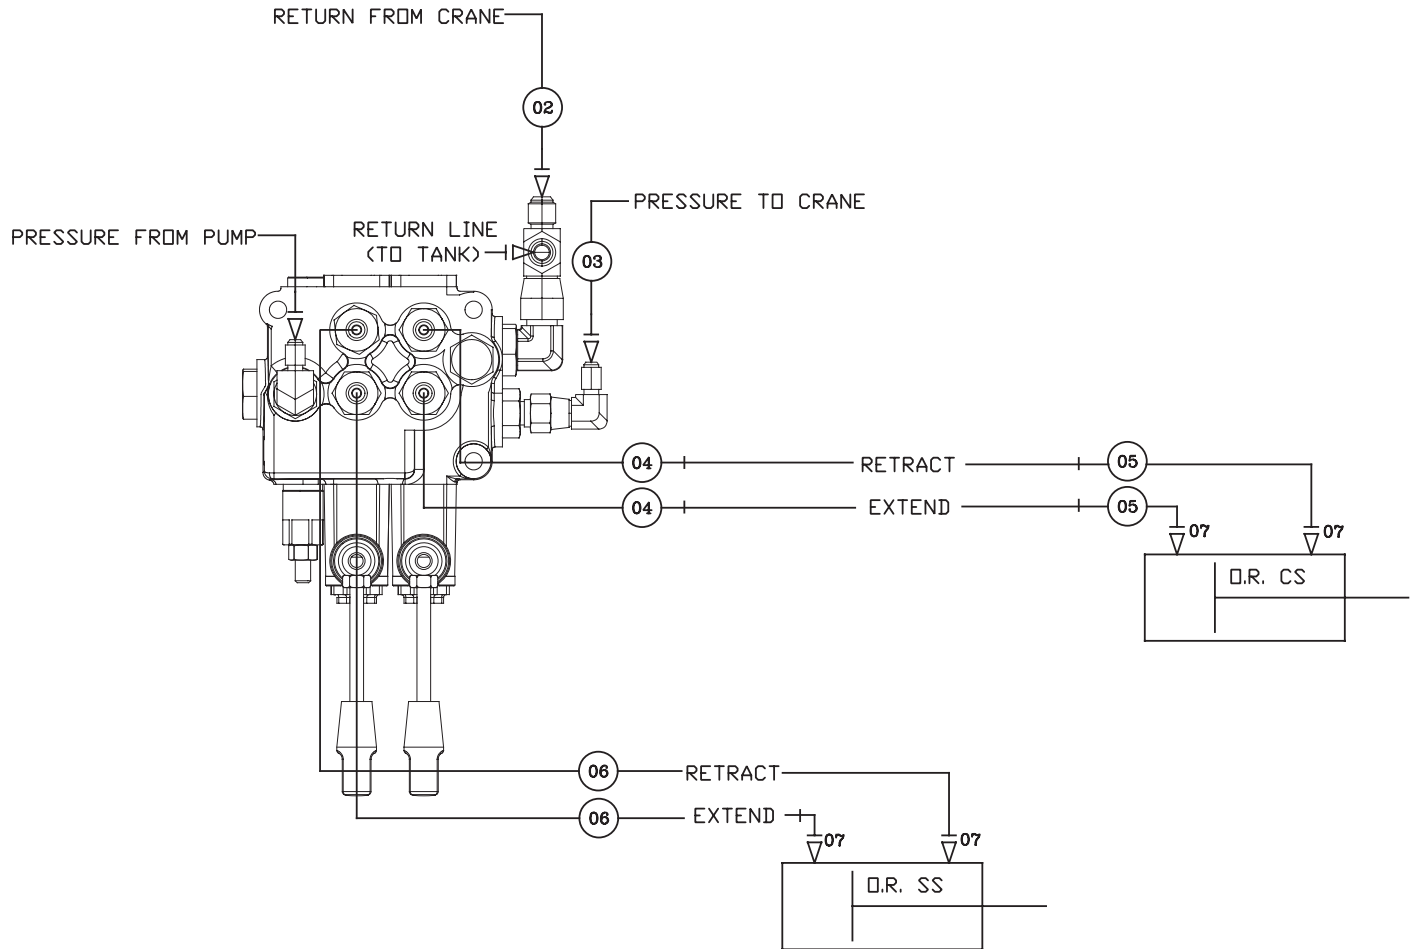 RETURN FROM CRANE
02
PRESSURE TO CRANE
RETURN LINE
(TO TANK)
PRESSURE FROM PUMP
03
04
RETRACT
05
04
EXTEND
05
07
07
O.R. CS
06
RETRACT
06
EXTEND
07
07
O.R. SS